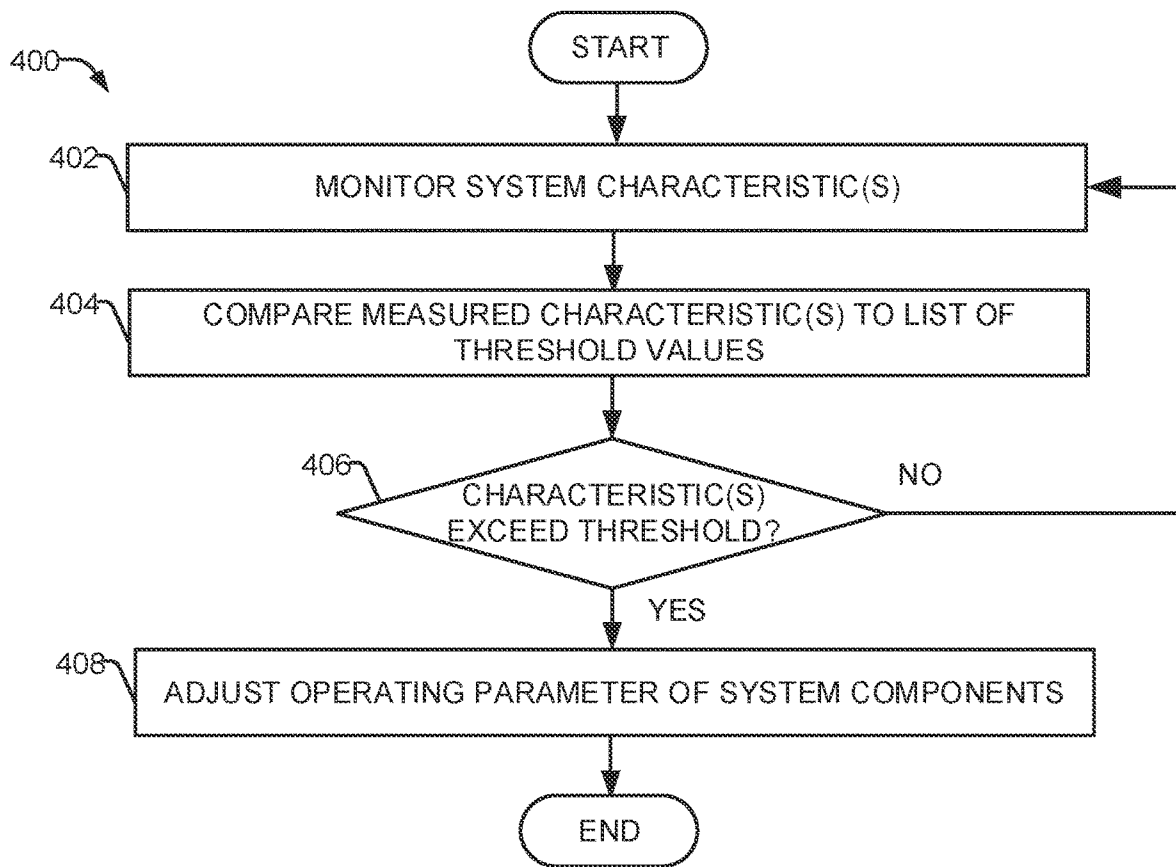 START
400
402
MONITOR SYSTEM CHARACTERISTIC(S)
404
COMPARE MEASURED CHARACTERISTIC(S) TO LIST OF
THRESHOLD VALUES
406
CHARACTERISTIC(S)
EXCEED THRESHOLD?
NO
YES
408
ADJUST OPERATING PARAMETER OF SYSTEM COMPONENTS
END